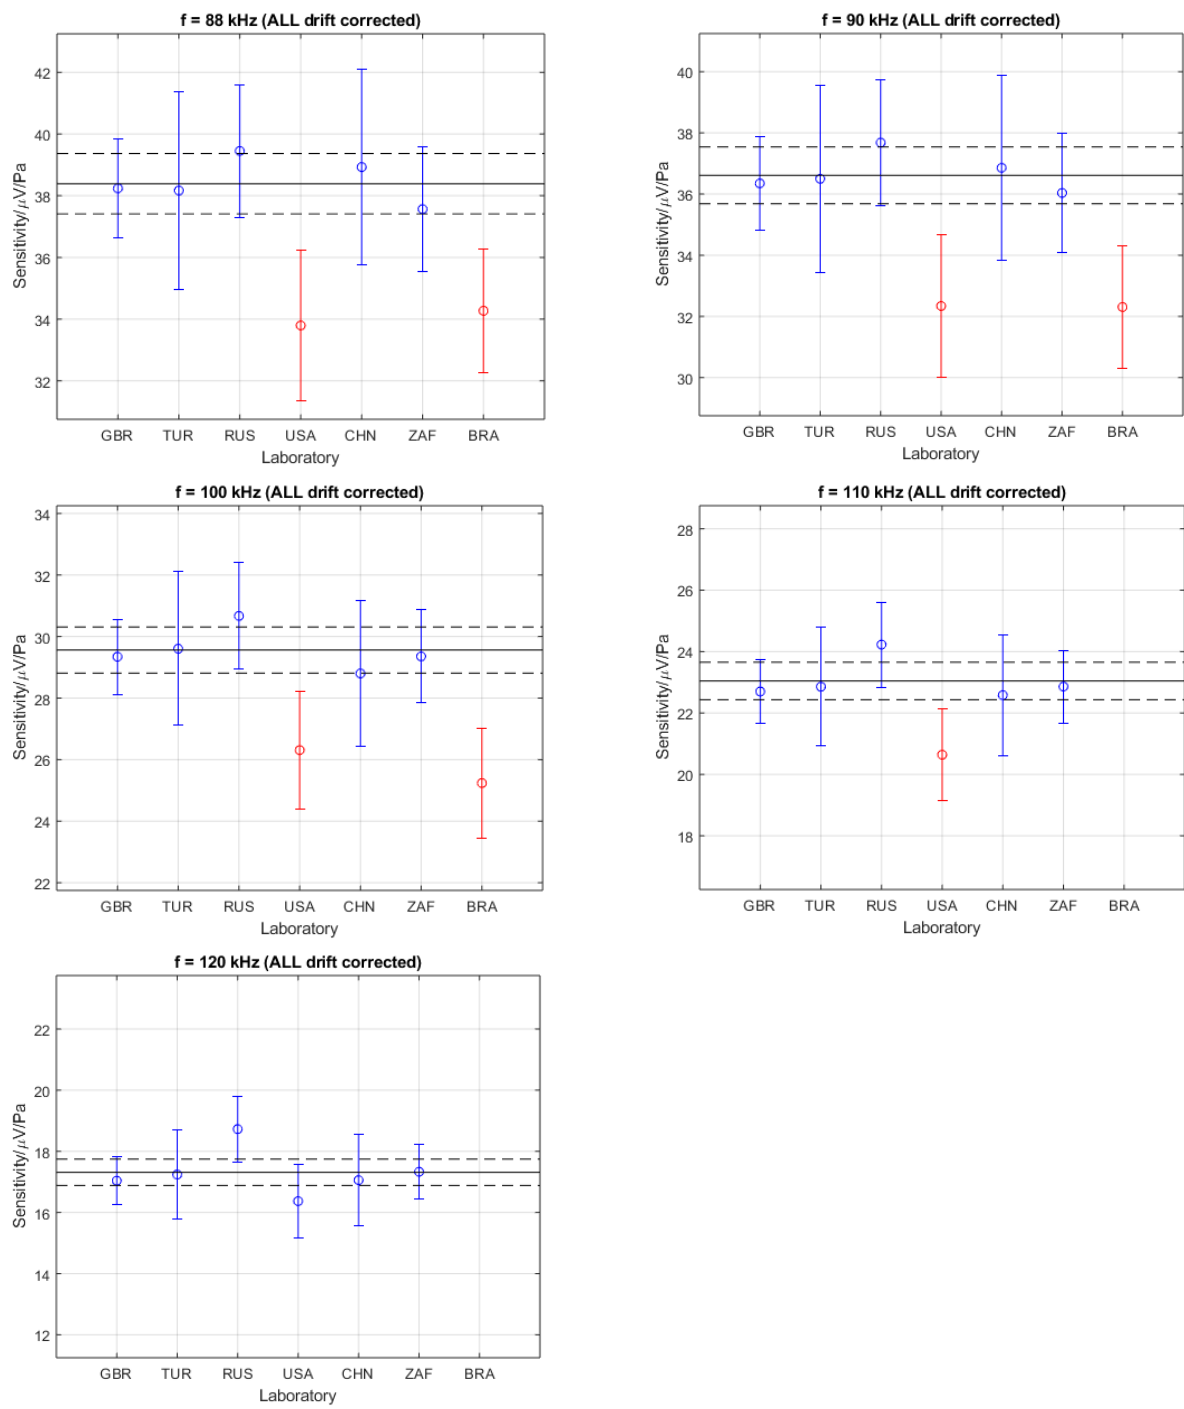 f = 88 kHz (ALL drift corrected)
Sensitivity/μV/Pa
42
40
38
36
34
32
GBR TUR RUS USA CHN ZAF BRA
Laboratory
f = 90 kHz (ALL drift corrected)
Sensitivity/μV/Pa
40
38
36
34
32
30
GBR TUR RUS USA CHN ZAF BRA
Laboratory
f = 100 kHz (ALL drift corrected)
Sensitivity/μV/Pa
34
32
30
28
26
24
22
GBR TUR RUS USA CHN ZAF BRA
Laboratory
f = 110 kHz (ALL drift corrected)
Sensitivity/μV/Pa
28
26
24
22
20
18
GBR TUR RUS USA CHN ZAF BRA
Laboratory
f = 120 kHz (ALL drift corrected)
Sensitivity/μV/Pa
22
20
18
16
14
12
GBR TUR RUS USA CHN ZAF BRA
Laboratory